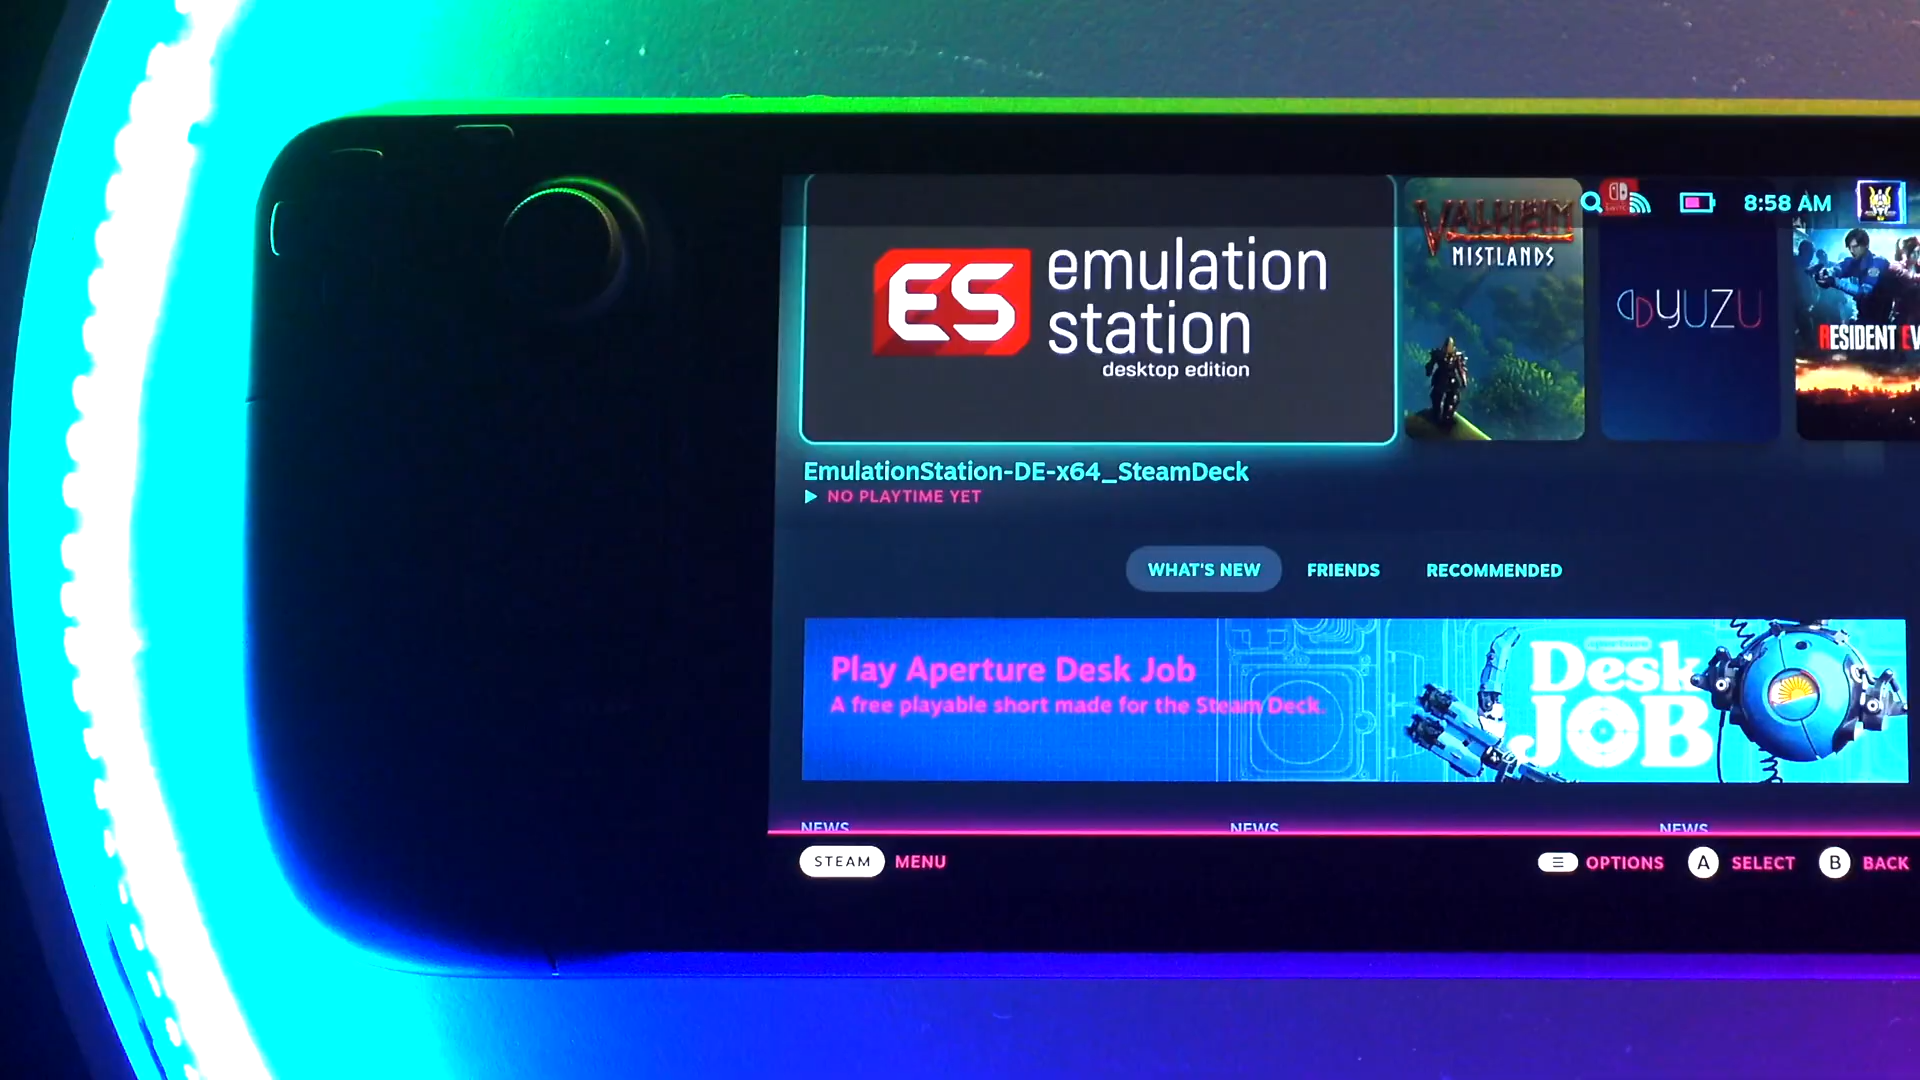 8:58 AM
ES emulation
station
desktop edition
VALHEIM
MISTLANDS
YUZU
RESIDENT EV
EmulationStation-DE-x64_SteamDeck
NO PLAYTIME YET
WHAT'S NEW FRIENDS RECOMMENDED
Play Aperture Desk Job
A free playable short made for the Steam Deck.
Desk
JOB
NEWS NEWS NEWS
STEAM MENU OPTIONS A SELECT B BACK